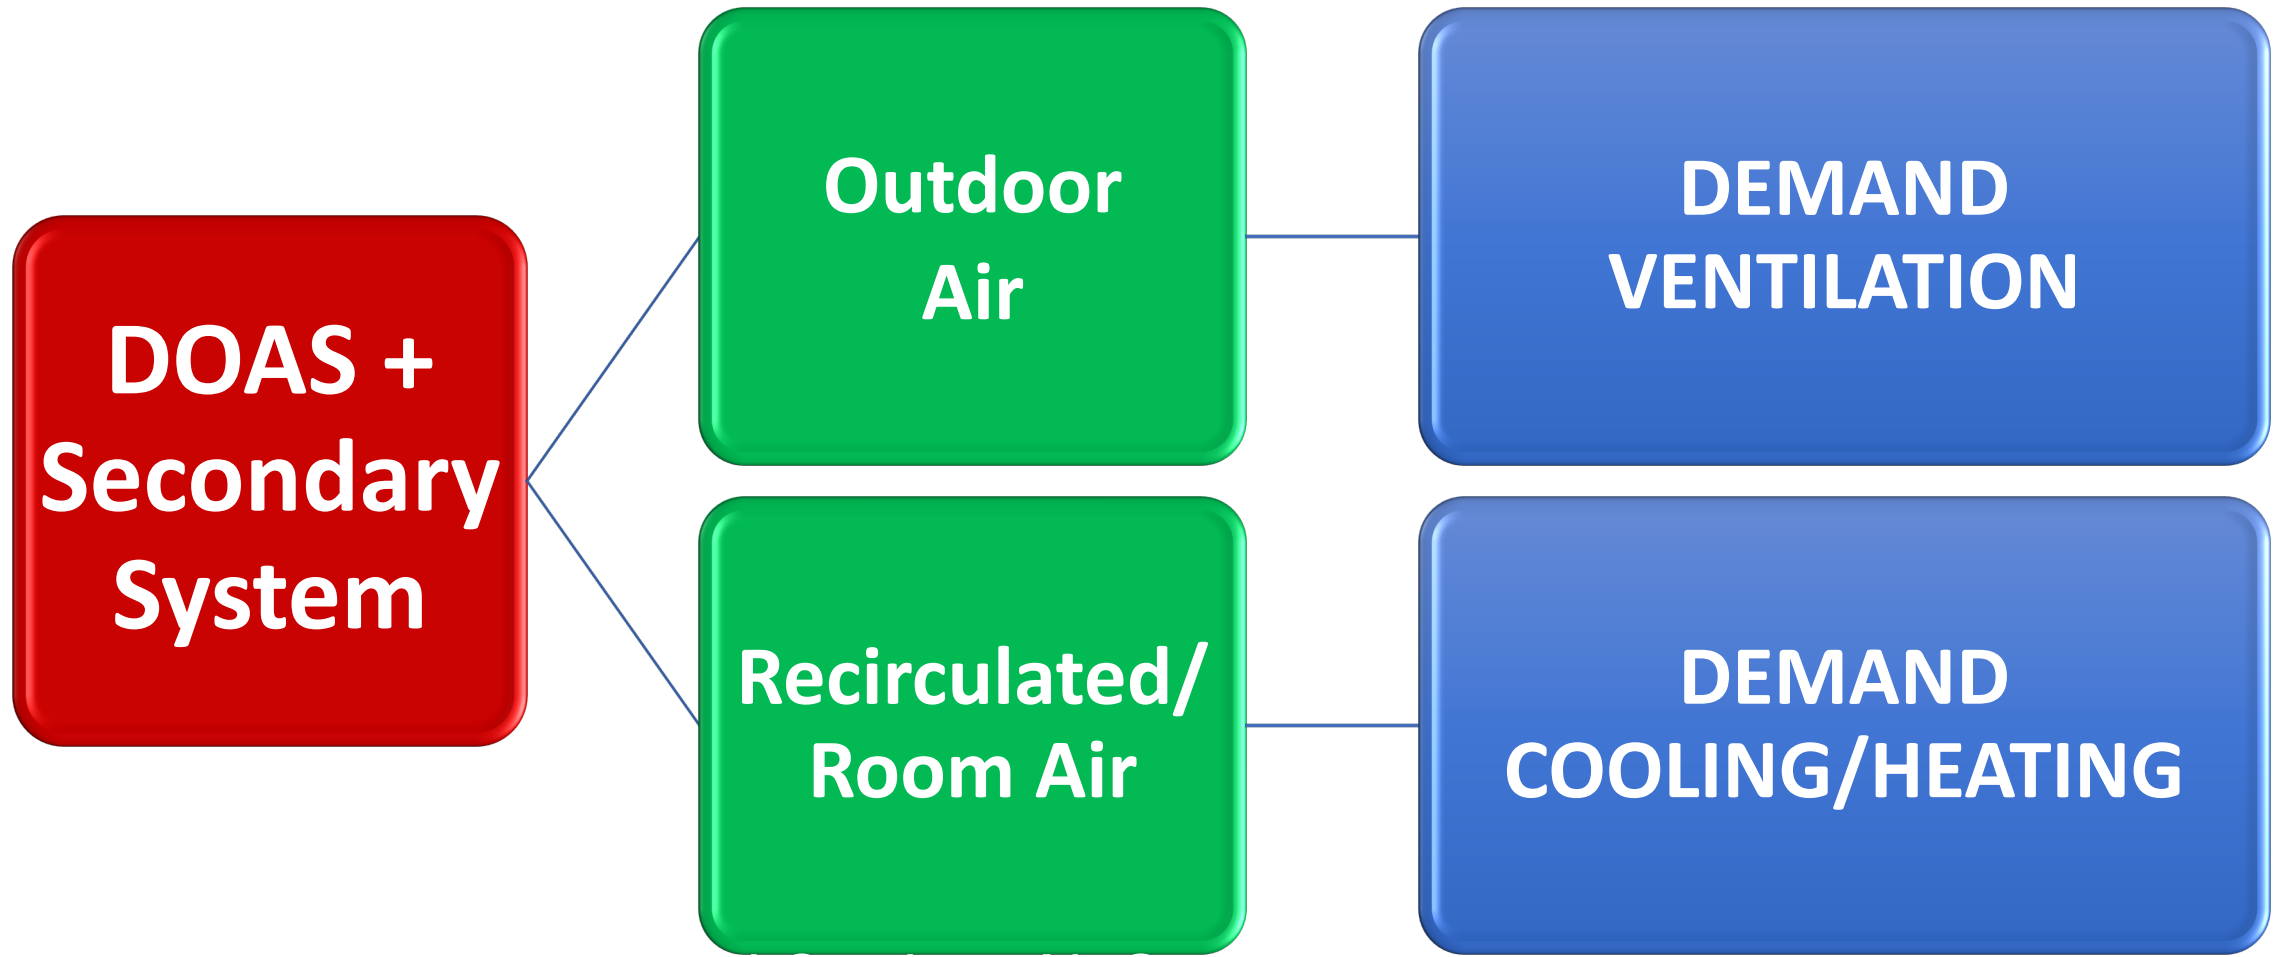 DOAS +
Secondary
System
Outdoor
Air
DEMAND
VENTILATION
Recirculated/
Room Air
DEMAND
COOLING/HEATING